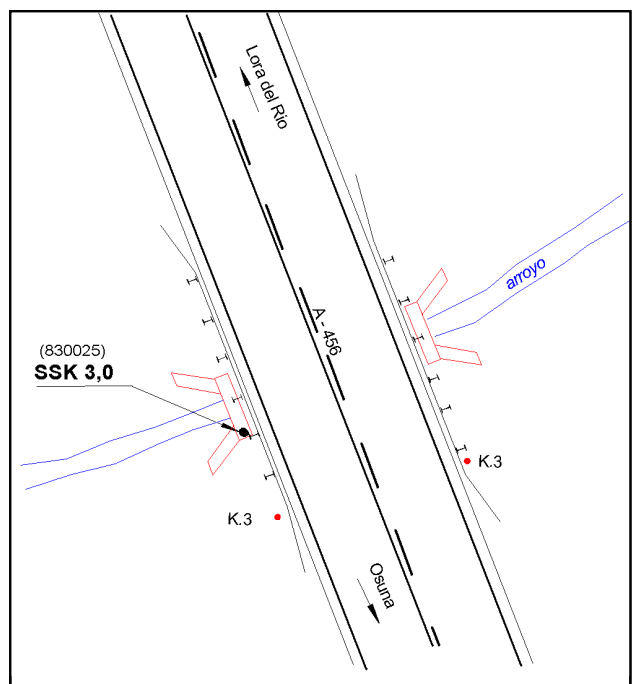 Lora del Rio
arroyo
A - 456
(830025)
SSK 3,0
K.3
K.3
Osuna